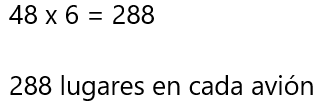 48 x 6 = 288
288 lugares en cada avión